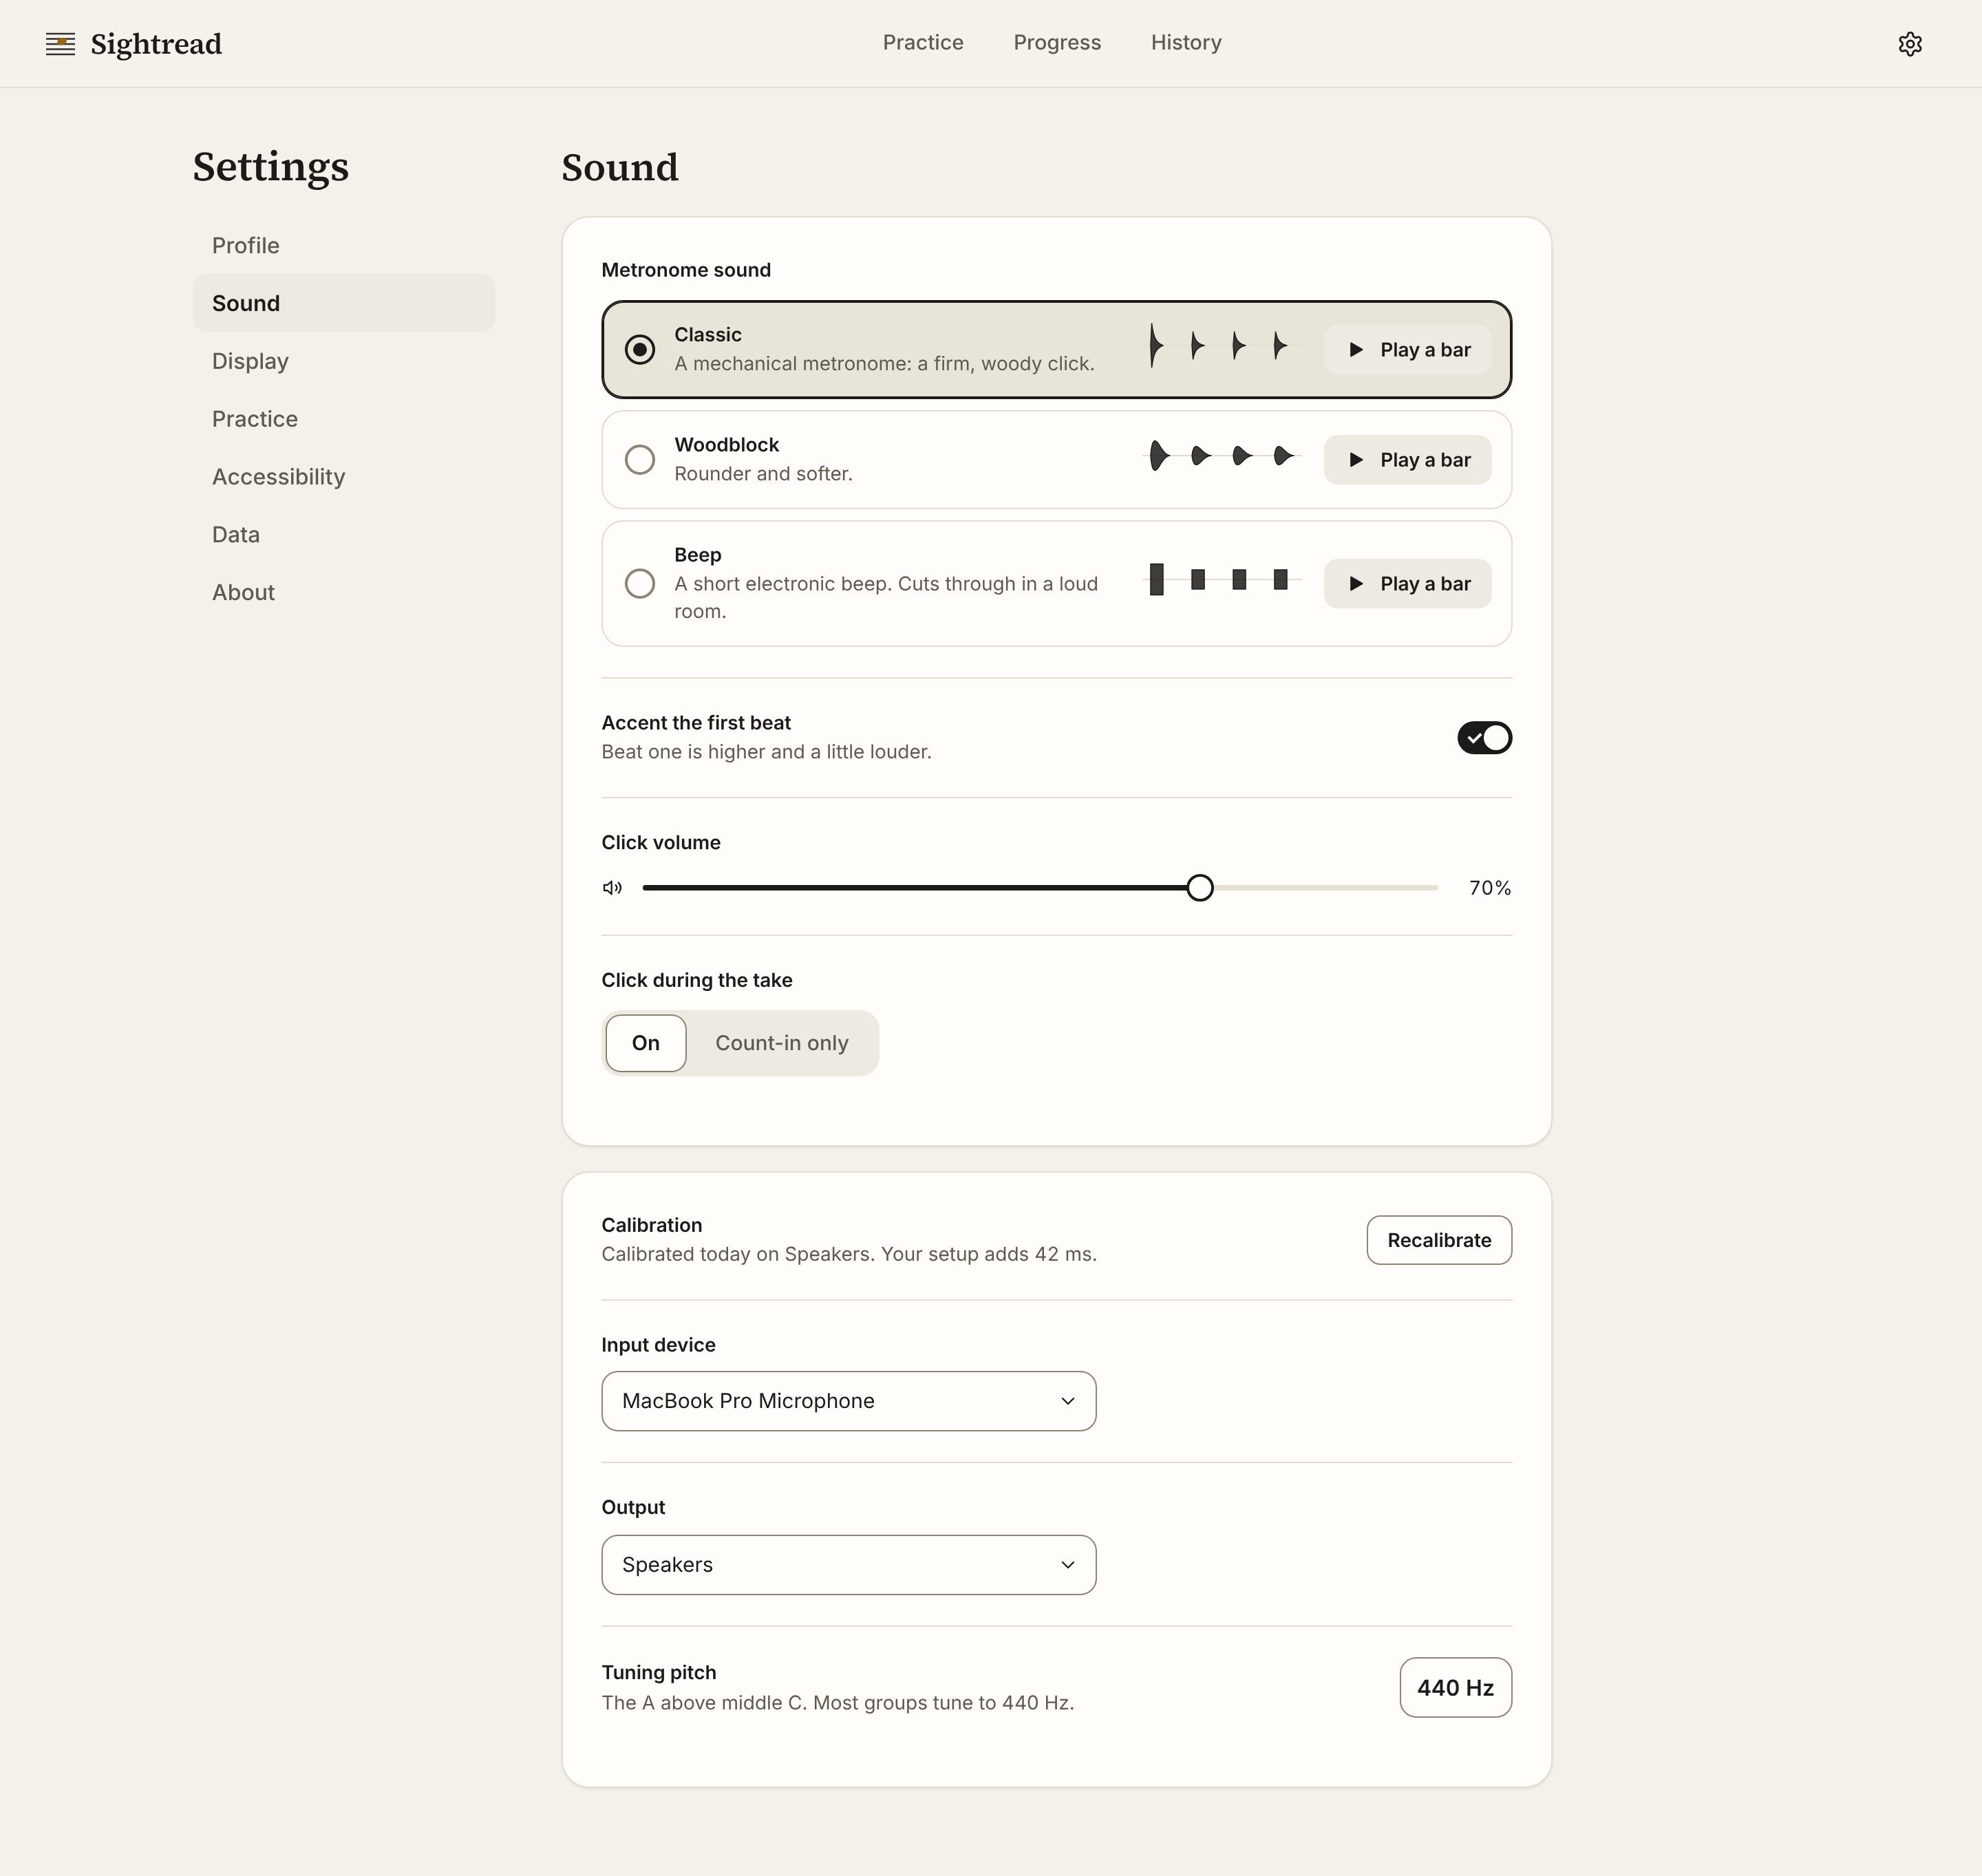 Sightread
Practice
Progress
History
Settings
Profile
Sound
Display
Practice
Accessibility
Data
About
Sound
Metronome sound
Classic
A mechanical metronome: a firm, woody click.
Play a bar
Woodblock
Rounder and softer.
Play a bar
Beep
A short electronic beep. Cuts through in a loud
room.
Play a bar
Accent the first beat
Beat one is higher and a little louder.
Click volume
70%
Click during the take
On
Count-in only
Calibration
Calibrated today on Speakers. Your setup adds 42 ms.
Recalibrate
Input device
MacBook Pro Microphone
Output
Speakers
Tuning pitch
The A above middle C. Most groups tune to 440 Hz.
440 Hz